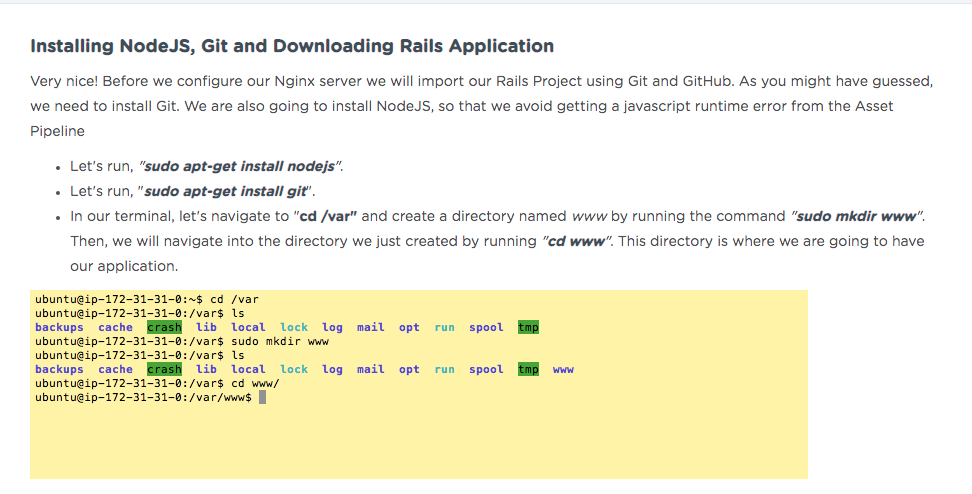 Installing NodeJS, Git and Downloading Rails Application
Very nice! Before we configure our Nginx server we will import our Rails Project using Git and GitHub. As you might have guessed,
we need to install Git. We are also going to install NodeJS, so that we avoid getting a javascript runtime error from the Asset
Pipeline
• Let's run, "sudo apt-get install nodejs".
• Let's run, "sudo apt-get install git".
• In our terminal, let's navigate to "cd /var" and create a directory named www by running the command "sudo mkdir www".
Then, we will navigate into the directory we just created by running "cd www". This directory is where we are going to have
our application.
ubuntu@ip-172-31-31-0:~$ cd /var
ubuntu@ip-172-31-31-0:/var$ ls
backups cache crash lib local lock log mail opt run spool tmp
ubuntu@ip-172-31-31-0:/var$ sudo mkdir www
ubuntu@ip-172-31-31-0:/var$ ls
backups cache crash lib local lock log mail opt run spool tmp www
ubuntu@ip-172-31-31-0:/var$ cd www/
ubuntu@ip-172-31-31-0:/var/www$